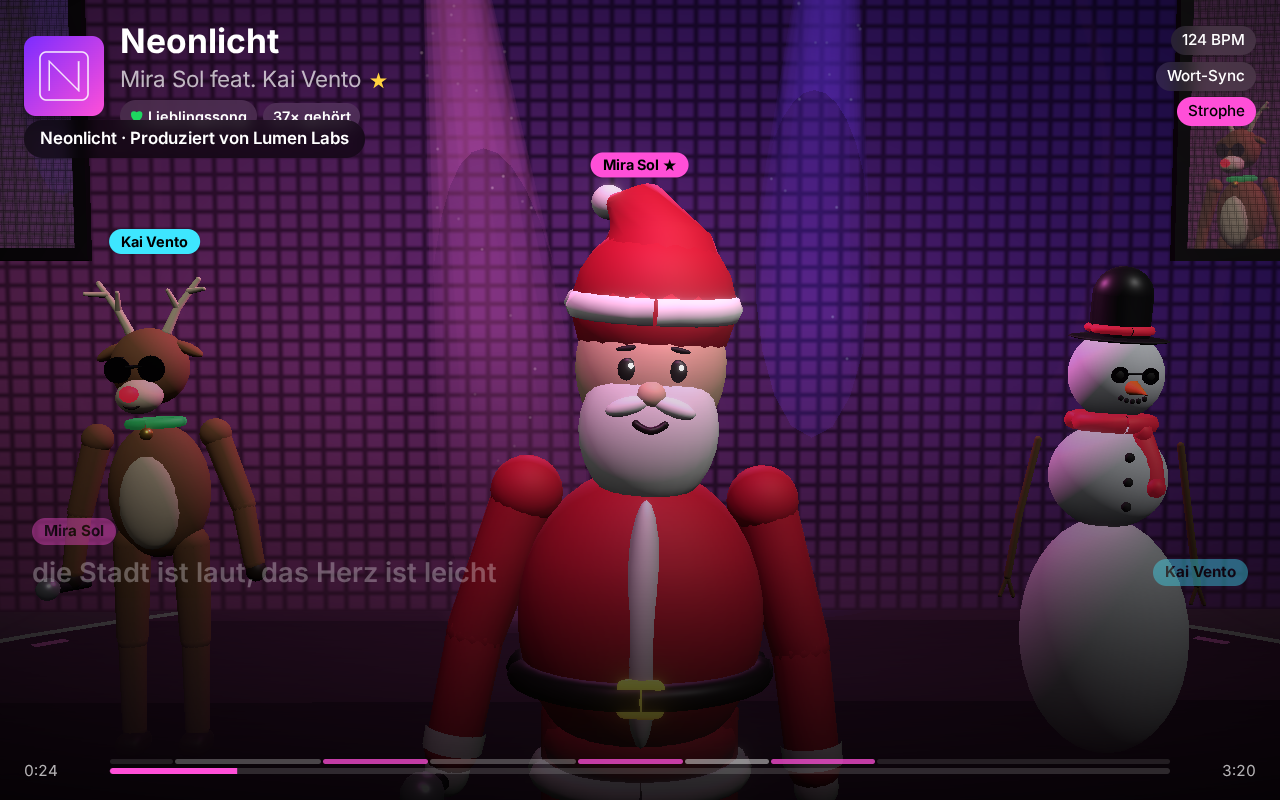 N
Neonlicht
Mira Sol feat. Kai Vento ★
Lieblingssong
37× gehört
Neonlicht · Produziert von Lumen Labs
124 BPM
Wort-Sync
Strophe
Mira Sol ★
Kai Vento
Mira Sol
die Stadt ist laut, das Herz ist leicht
Kai Vento
0:24
3:20